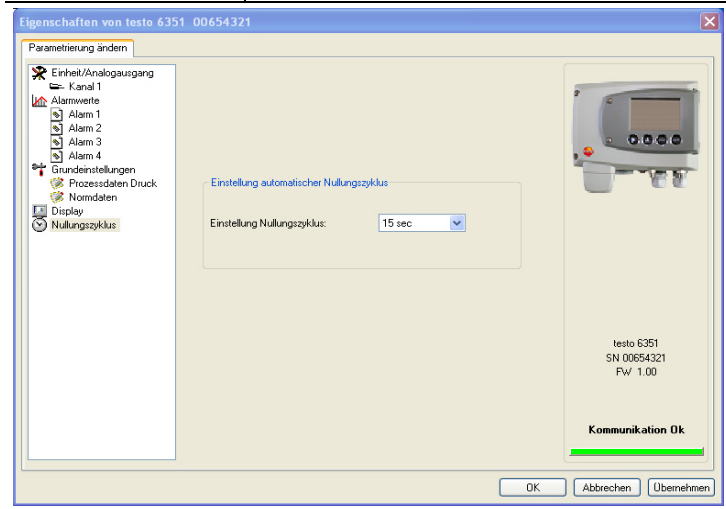 Eigenschaften von testo 6351 00654321
Parametrierung ändern
Einheit/Analogausgang
Kanal 1
Alarmwerte
Alarm 1
Alarm 2
Alarm 3
Alarm 4
Grundeinstellungen
Prozessdaten Druck
Normdaten
Display
Nullungszyklus
Einstellung automatischer Nullungszyklus
Einstellung Nullungszyklus: 15 sec
testo 6351
SN 00654321
FW 1.00
Kommunikation Ok
OK Abbrechen Übernehmen